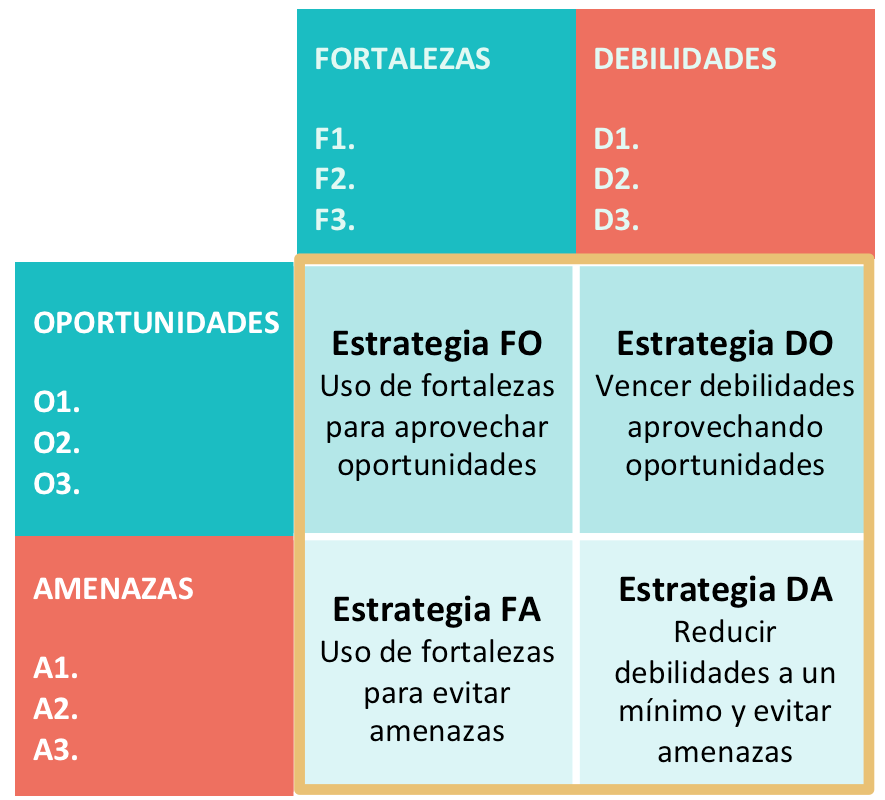 FORTALEZAS
F1.
F2.
F3.
DEBILIDADES
D1.
D2.
D3.
OPORTUNIDADES
O1.
O2.
O3.
Estrategia FO
Uso de fortalezas
para aprovechar
oportunidades
Estrategia DO
Vencer debilidades
aprovechando
oportunidades
AMENAZAS
A1.
A2.
A3.
Estrategia FA
Uso de fortalezas
para evitar
amenazas
Estrategia DA
Reducir
debilidades a un
mínimo y evitar
amenazas